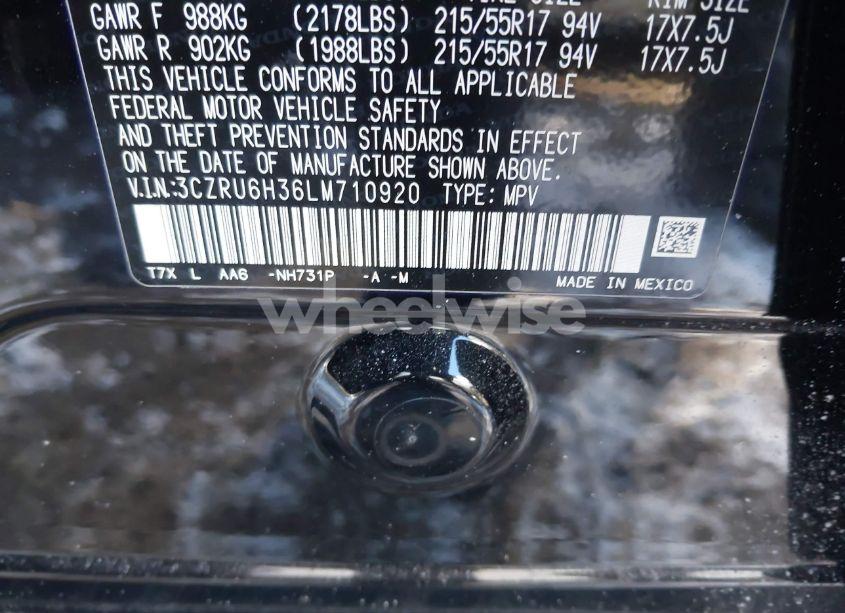 GAWR F 988KG (2178LBS) 215/55R17 94V 17X7.5J
GAWR R 902KG (1988LBS) 215/55R17 94V 17X7.5J
THIS VEHICLE CONFORMS TO ALL APPLICABLE
FEDERAL MOTOR VEHICLE SAFETY
AND THEFT PREVENTION STANDARDS IN EFFECT
ON THE DATE OF MANUFACTURE SHOWN ABOVE.
V.I.N.:3CZRU6H36LM710920 TYPE: MPV
T7X L AA6 -NH731P -A -M MADE IN MEXICO
wheelwise